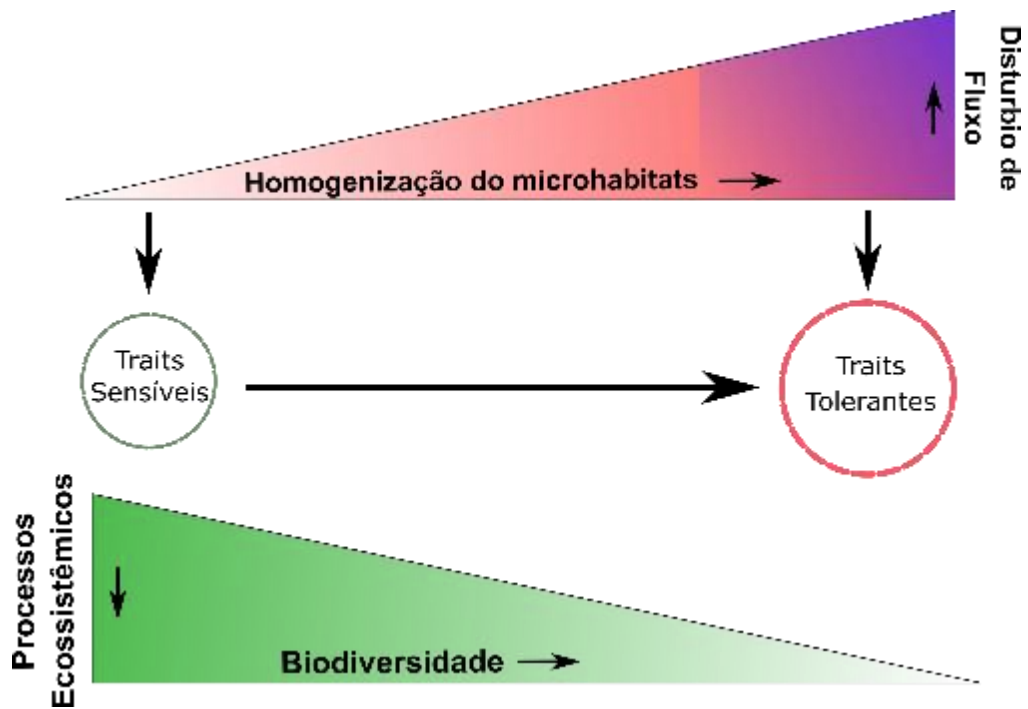 Disturbio de
Fluxo
Homogenização do microhabitats
Traits
Sensíveis
Traits
Tolerantes
Processos
Ecossistêmicos
Biodiversidade